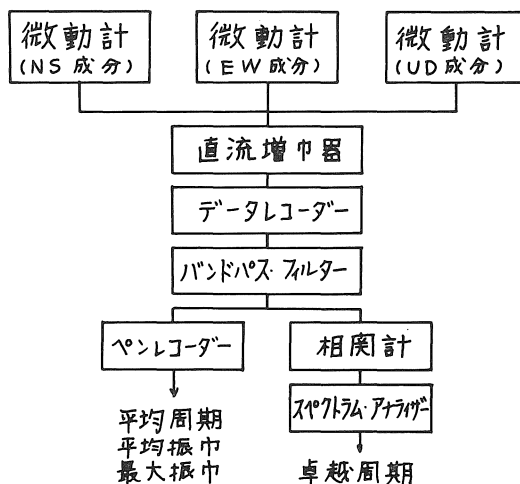 微動計
(NS成分)
微動計
(EW成分)
微動計
(UD成分)
直流増巾器
データレコーダー
バンドパス・フィルター
ペンレコーダー
相関計
スペクトラム・アナライザー
平均周期
平均振巾
最大振巾
卓越周期